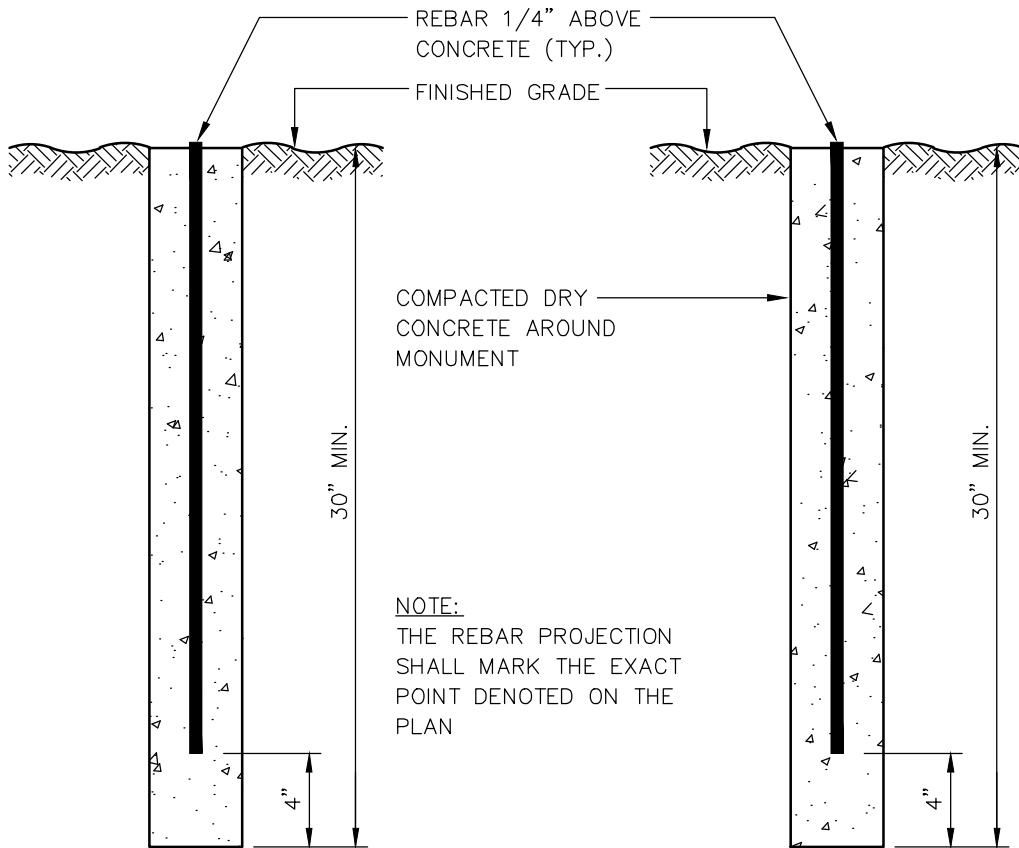 REBAR 1/4" ABOVE
CONCRETE (TYP.)
FINISHED GRADE
COMPACTED DRY
CONCRETE AROUND
MONUMENT
30" MIN.
30" MIN.
NOTE:
THE REBAR PROJECTION
SHALL MARK THE EXACT
POINT DENOTED ON THE
PLAN
4"
4"